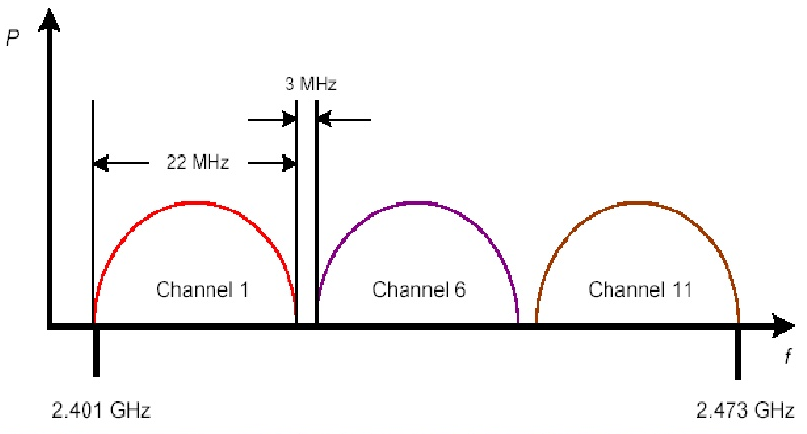 P
3 MHz
22 MHz
Channel 1
Channel 6
Channel 11
f
2.401 GHz
2.473 GHz